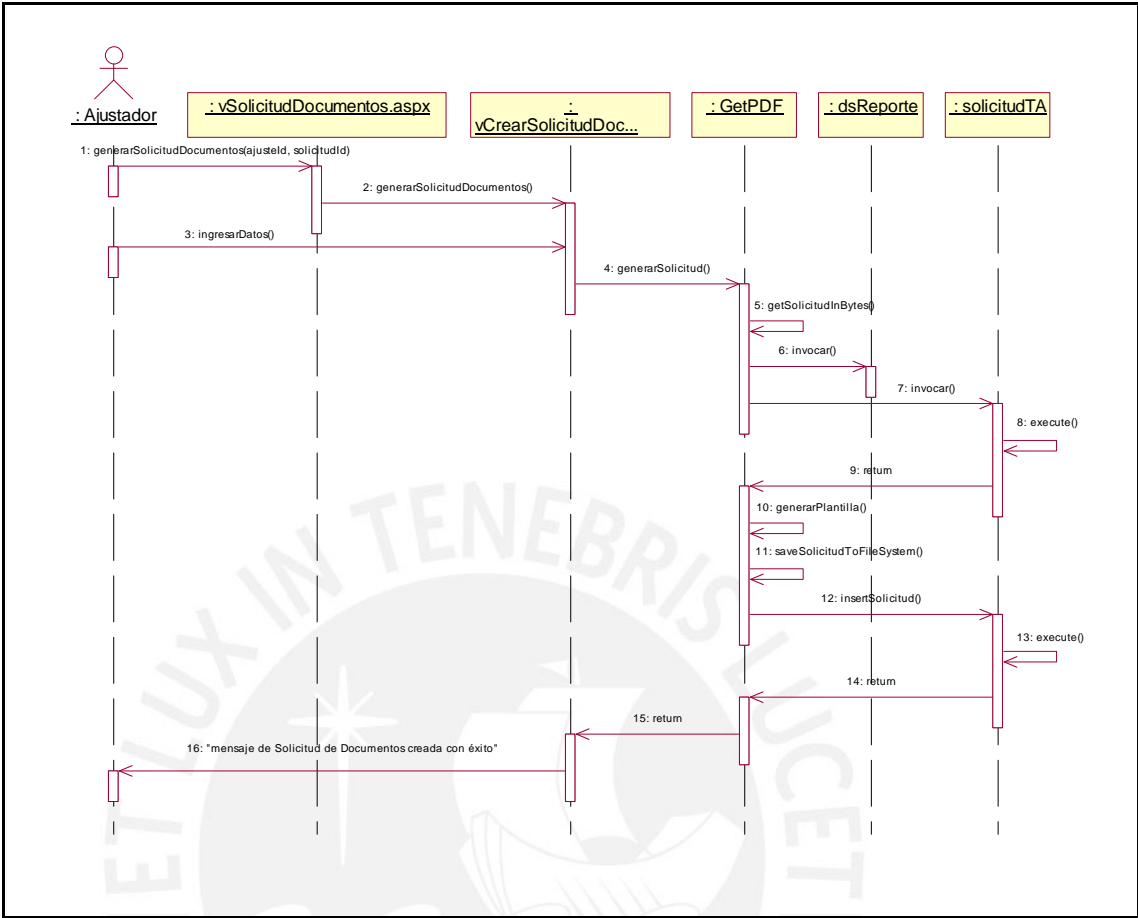 : Ajustador
: vSolicitudDocumentos.aspx
:
vCrearSolicitudDoc...
: GetPDF
: dsReporte
: solicitudTA
1: generarSolicitudDocumentos(ajusteId, solicitudId)
2: generarSolicitudDocumentos()
3: ingresarDatos()
4: generarSolicitud()
5: getSolicitudInBytes()
6: invocar()
7: invocar()
8: execute()
9: return
10: generarPlantilla()
11: saveSolicitudToFileSystem()
12: insertSolicitud()
13: execute()
14: return
15: return
16: "mensaje de Solicitud de Documentos creada con éxito"
ET LUX IN TENEBRIS LUCET